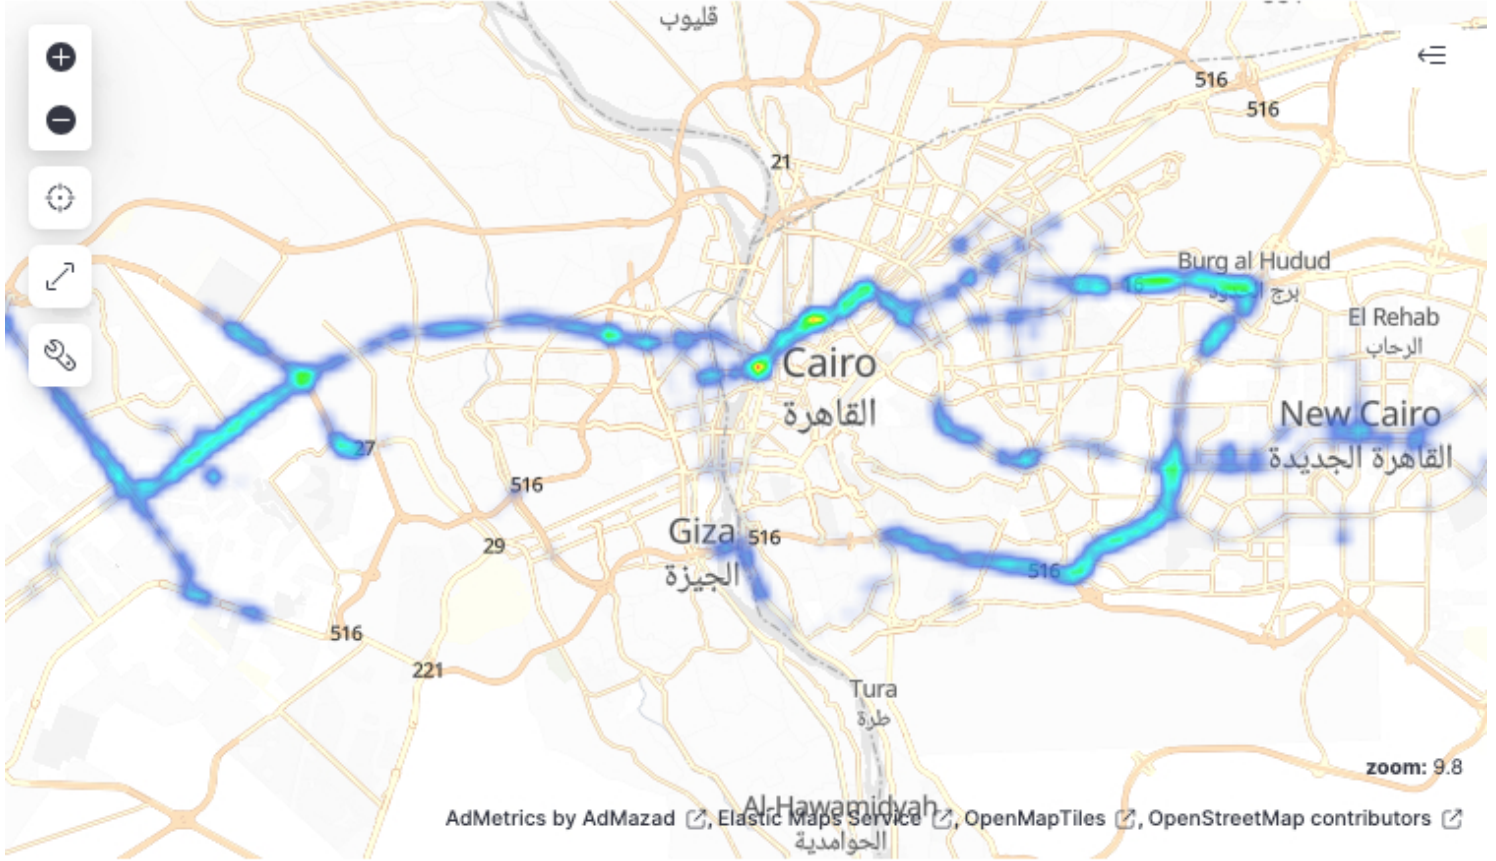 قليوب
516
516
21
Burg al Hudud
16
El Rehab
الرحاب
Cairo
القاهرة
New Cairo
القاهرة الجديدة
27
516
Giza
516
الجيزة
29
516
516
221
Tura
طرة
zoom: 9.8
Al-Hawamidyah
AdMetrics by AdMazad, Elastic Maps Service, OpenMapTiles, OpenStreetMap contributors
الحوامدية